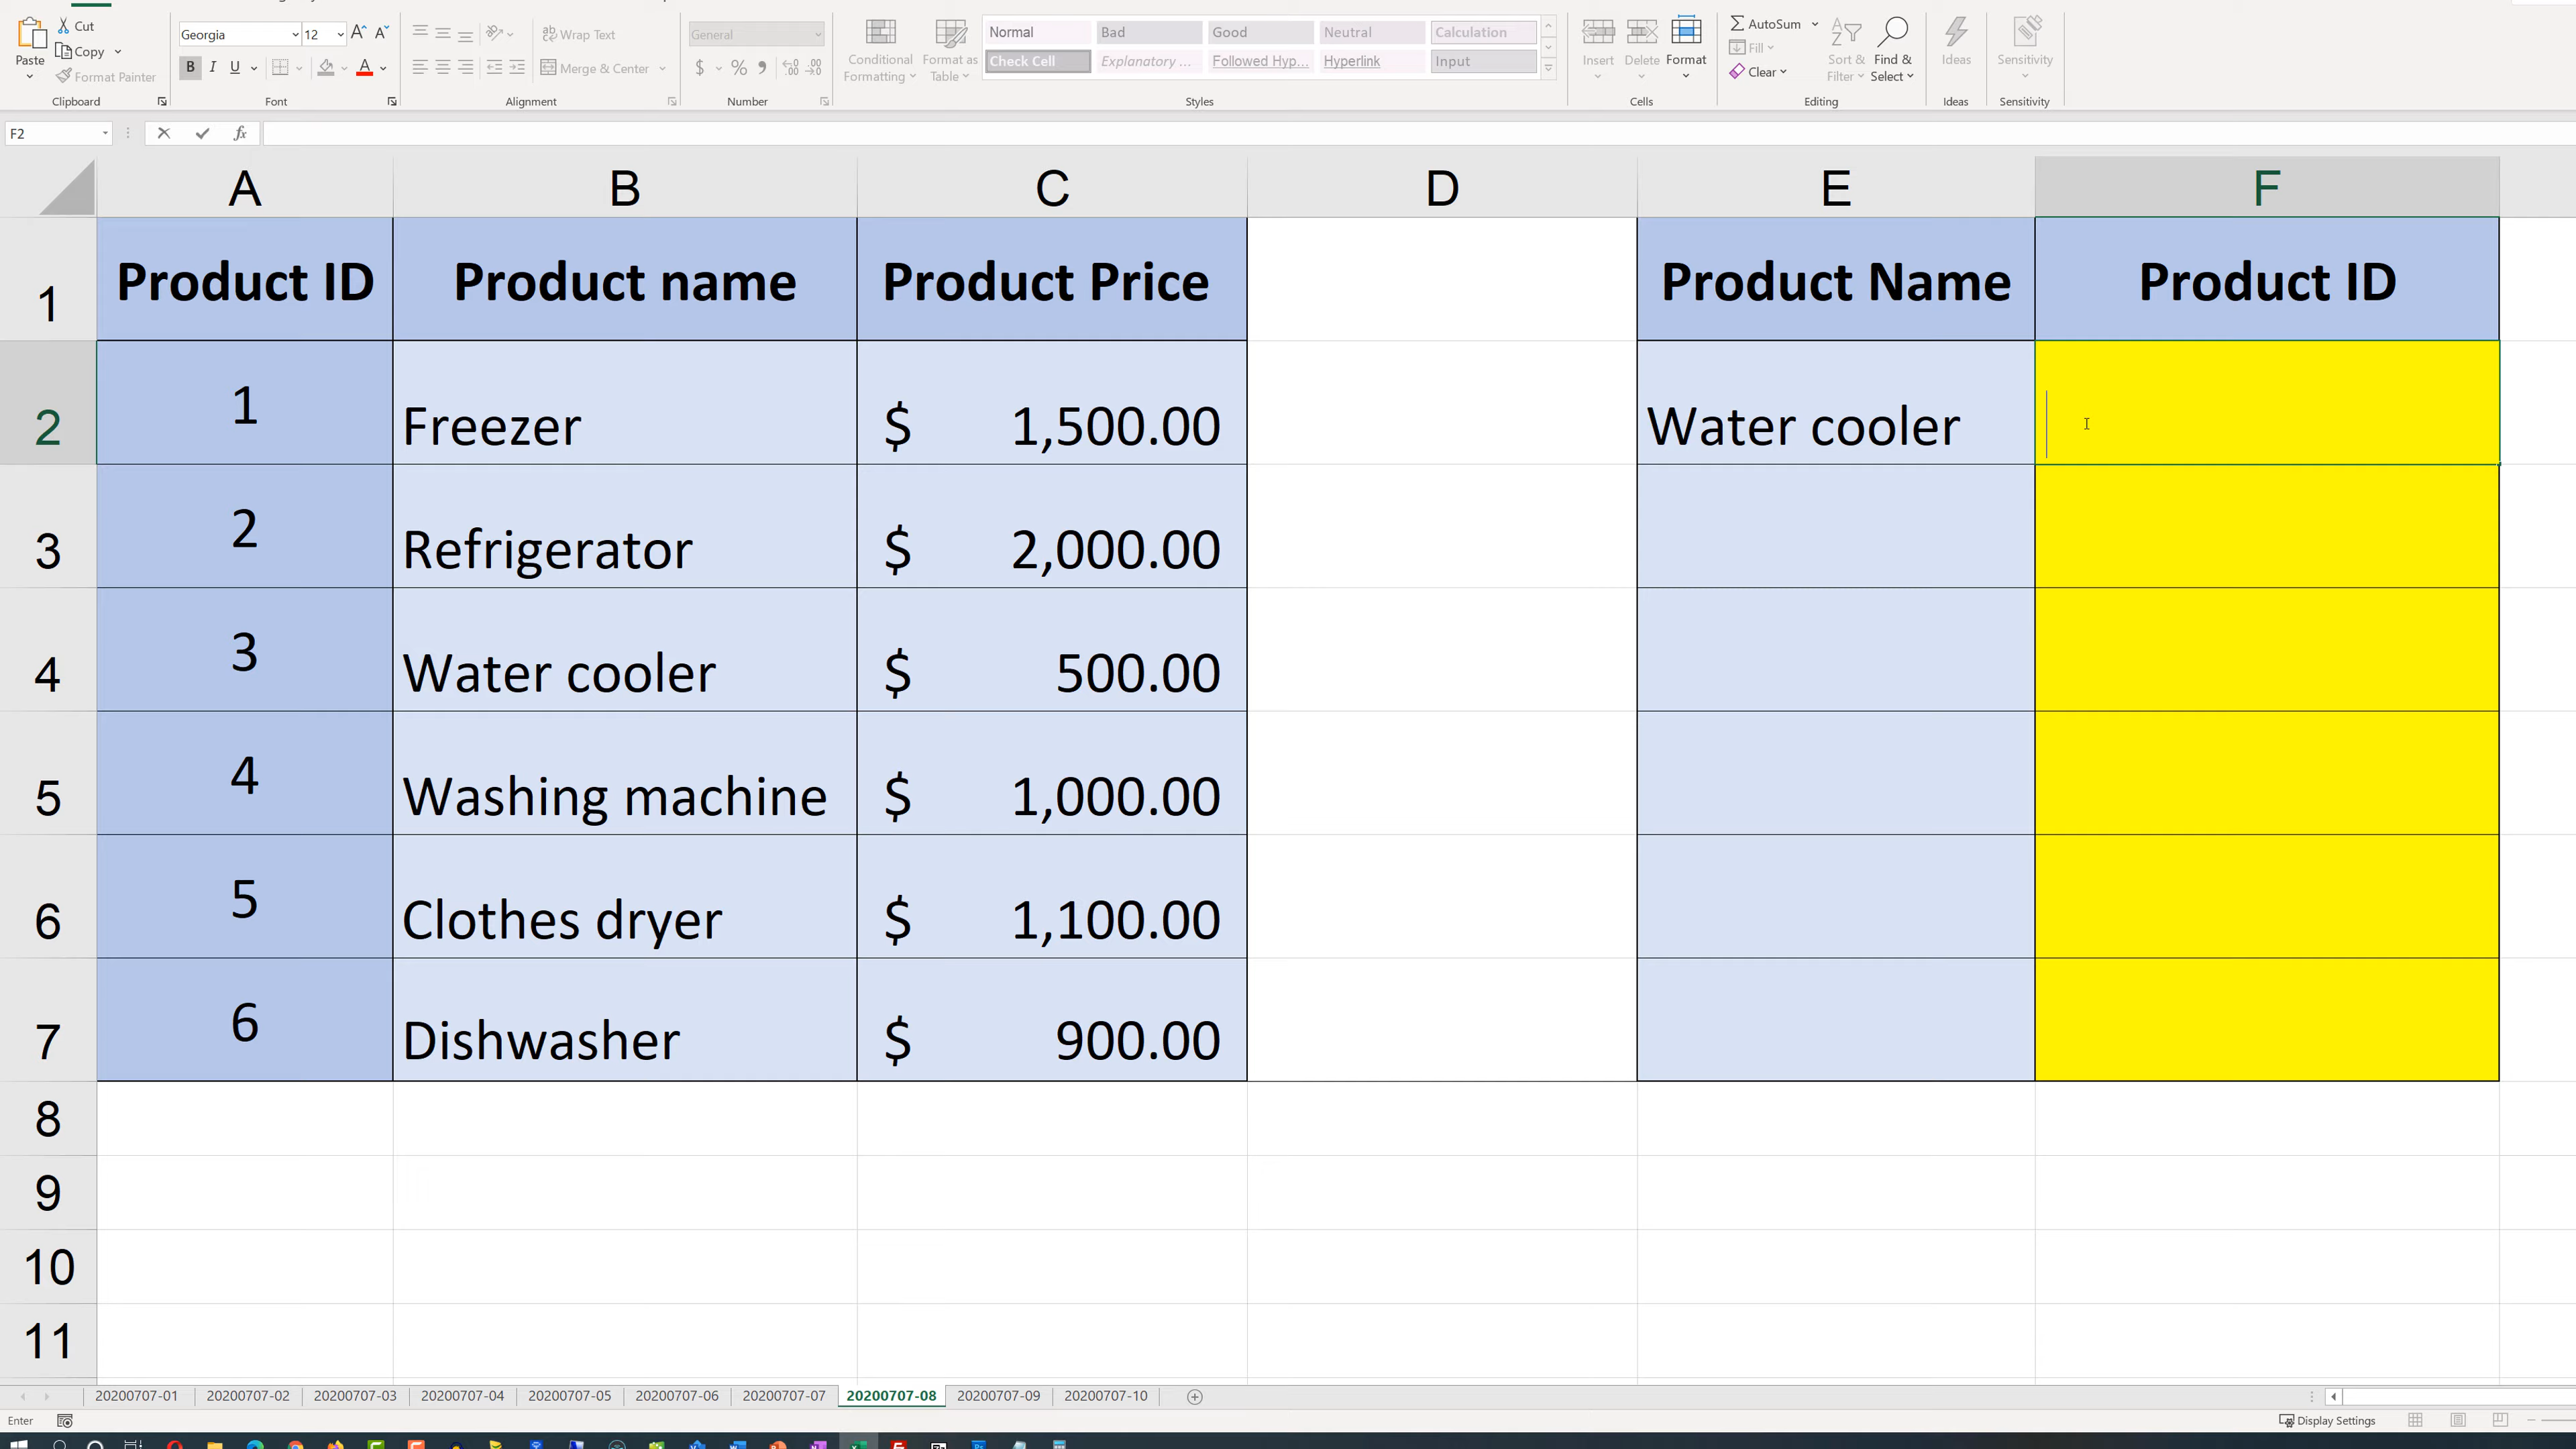 Cut
Copy
Format Painter
Paste
Clipboard
Georgia 12
B I U
Font
Wrap Text
Merge & Center
Alignment
General
$ % ,
Number
Conditional Formatting
Format as Table
Normal Bad Good Neutral Calculation
Check Cell Explanatory ... Followed Hyp... Hyperlink Input
Styles
Insert Delete Format
Cells
AutoSum
Fill
Clear
Sort & Filter
Find & Select
Editing
Ideas
Ideas
Sensitivity
Sensitivity
F2 fx
A B C D E F
1 Product ID Product name Product Price Product Name Product ID
2 1 Freezer $ 1,500.00 Water cooler
3 2 Refrigerator $ 2,000.00
4 3 Water cooler $ 500.00
5 4 Washing machine $ 1,000.00
6 5 Clothes dryer $ 1,100.00
7 6 Dishwasher $ 900.00
8
9
10
11
20200707-01 20200707-02 20200707-03 20200707-04 20200707-05 20200707-06 20200707-07 20200707-08 20200707-09 20200707-10
Enter Display Settings